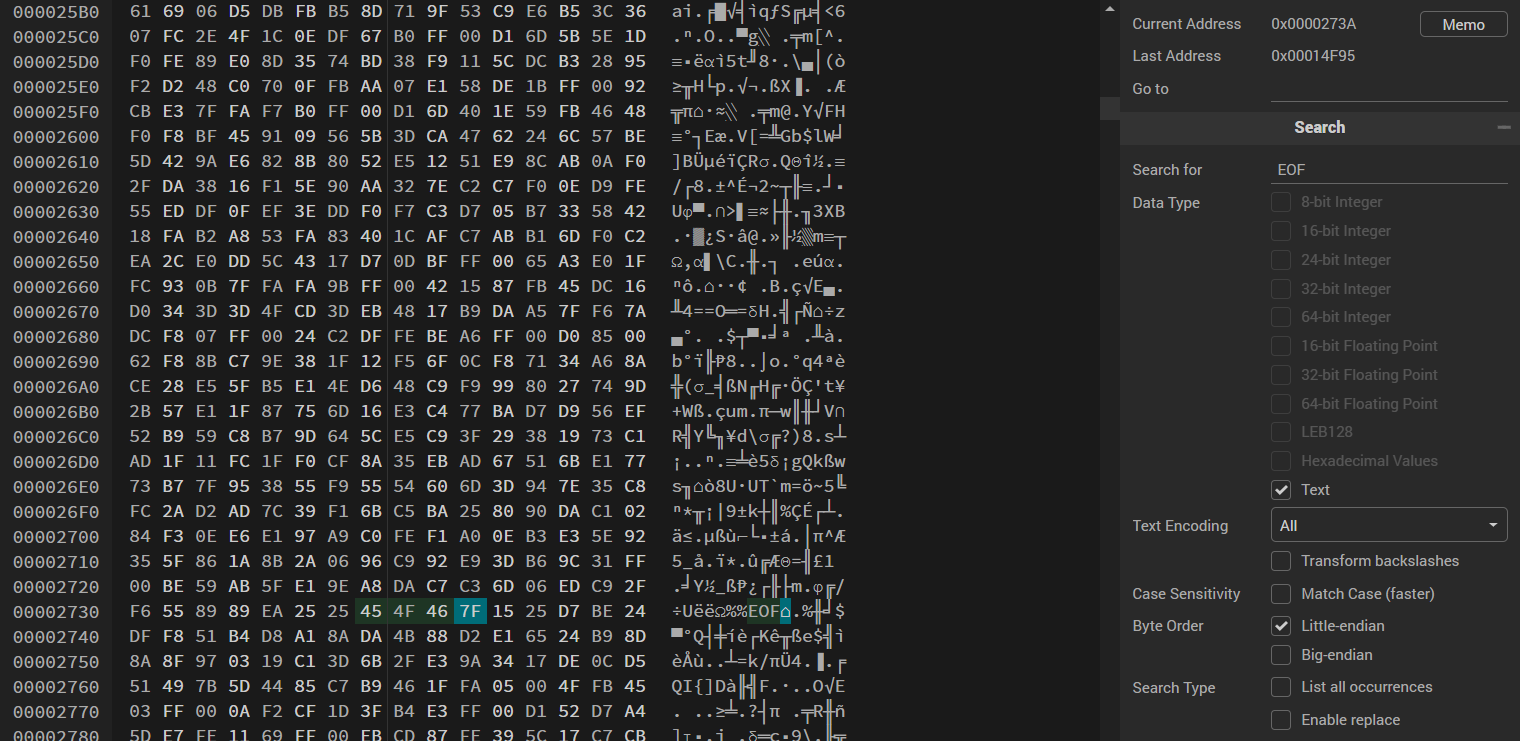 000025B0 61 69 06 D5 DB FB B5 8D 71 9F 53 C9 E6 B5 3C 36 ai.╒█√╡ìqƒS╔µ╡<6
000025C0 07 FC 2E 4F 1C 0E DF 67 B0 FF 00 D1 6D 5B 5E 1D .ⁿ.O..▀g░ .╤m[^.
000025D0 F0 FE 89 E0 8D 35 74 BD 38 F9 11 5C DC B3 28 95 ≡▪ëαì5t╜8·.\▄│(ò
000025E0 F2 D2 48 C0 70 0F FB AA 07 E1 58 DE 1B FF 00 92 ≥╥H└p.√¬.ßX▐. .Æ
000025F0 CB E3 7F FA F7 B0 FF 00 D1 6D 40 1E 59 FB 46 48 ╦π⌂·≈░ .╤m@.Y√FH
00002600 F0 F8 BF 45 91 09 56 5B 3D CA 47 62 24 6C 57 BE ≡°┐Eæ.V[=╩Gb$lW╛
00002610 5D 42 9A E6 82 8B 80 52 E5 12 51 E9 8C AB 0A F0 ]BÜµéïÇRσ.QΘî½.≡
00002620 2F DA 38 16 F1 5E 90 AA 32 7E C2 C7 F0 0E D9 FE /┌8.±^É¬2~┬╟≡.┘▪
00002630 55 ED DF 0F EF 3E DD F0 F7 C3 D7 05 B7 33 58 42 Uφ▀.∩>▌≡≈├╫.╖3XB
00002640 18 FA B2 A8 53 FA 83 40 1C AF C7 AB B1 6D F0 C2 .·▓¿S·â@.»╟½▒m≡┬
00002650 EA 2C E0 DD 5C 43 17 D7 0D BF FF 00 65 A3 E0 1F Ω,α▌\C.╫.┐ .eúα.
00002660 FC 93 0B 7F FA FA 9B FF 00 42 15 87 FB 45 DC 16 ⁿô.⌂··¢ .B.ç√E▄.
00002670 D0 34 3D 3D 4F CD 3D EB 48 17 B9 DA A5 7F F6 7A ╨4==O═=δH.╣┌Ñ⌂÷z
00002680 DC F8 07 FF 00 24 C2 DF FE BE A6 FF 00 D0 85 00 ▄°. .$┬▀▪╛ª .╨à.
00002690 62 F8 8B C7 9E 38 1F 12 F5 6F 0C F8 71 34 A6 8A b°ï╟₧8..⌡o.°q4ªè
000026A0 CE 28 E5 5F B5 E1 4E D6 48 C9 F9 99 80 27 74 9D ╬(σ_╡ßN╓H╔·ÖÇ't¥
000026B0 2B 57 E1 1F 87 75 6D 16 E3 C4 77 BA D7 D9 56 EF +Wß.çum.π─w║╫┘V∩
000026C0 52 B9 59 C8 B7 9D 64 5C E5 C9 3F 29 38 19 73 C1 R╣Y╚╖¥d\σ╔?)8.s┴
000026D0 AD 1F 11 FC 1F F0 CF 8A 35 EB AD 67 51 6B E1 77 ¡..ⁿ.≡╧è5δ¡gQkßw
000026E0 73 B7 7F 95 38 55 F9 55 54 60 6D 3D 94 7E 35 C8 s╖⌂ò8U·UT`m=ö~5╚
000026F0 FC 2A D2 AD 7C 39 F1 6B C5 BA 25 80 90 DA C1 02 ⁿ*╥¡|9±k┼║%ÇÉ┌┴.
00002700 84 F3 0E E6 E1 97 A9 C0 FE F1 A0 0E B3 E3 5E 92 ä≤.µßù⌐└▪±á.│π^Æ
00002710 35 5F 86 1A 8B 2A 06 96 C9 92 E9 3D B6 9C 31 FF 5_å.ï*.û╔ÆΘ=╢£1
00002720 00 BE 59 AB 5F E1 9E A8 DA C7 C3 6D 06 ED C9 2F .╛Y½_ß₧¿┌╟├m.φ╔/
00002730 F6 55 89 89 EA 25 25 45 4F 46 7F 15 25 D7 BE 24 ÷UëëΩ%%EOF⌂.%╫╛$
00002740 DF F8 51 B4 D8 A1 8A DA 4B 88 D2 E1 65 24 B9 8D ▀°Q┤╪íè┌Kê╥ße$╣ì
00002750 8A 8F 97 03 19 C1 3D 6B 2F E3 9A 34 17 DE 0C D5 èÅù..┴=k/πÜ4.▐.╒
00002760 51 49 7B 5D 44 85 C7 B9 46 1F FA 05 00 4F FB 45 QI{]Dà╟╣F.·..O√E
00002770 03 FF 00 0A F2 CF 1D 3F B4 E3 FF 00 D1 52 D7 A4 . ..≥╧.?┤π .╤R╫ñ
00002780 5D E7 FE 11 69 FF 00 EB CD 87 FE 39 5C 17 C7 CB ]τ▪.i .δ═ç▪9\.╟╦
Current Address 0x0000273A Memo
Last Address 0x00014F95
Go to
Search
Search for EOF
Data Type 8-bit Integer
16-bit Integer
24-bit Integer
32-bit Integer
64-bit Integer
16-bit Floating Point
32-bit Floating Point
64-bit Floating Point
LEB128
Hexadecimal Values
Text
Text Encoding All
Transform backslashes
Case Sensitivity Match Case (faster)
Byte Order Little-endian
Big-endian
Search Type List all occurrences
Enable replace